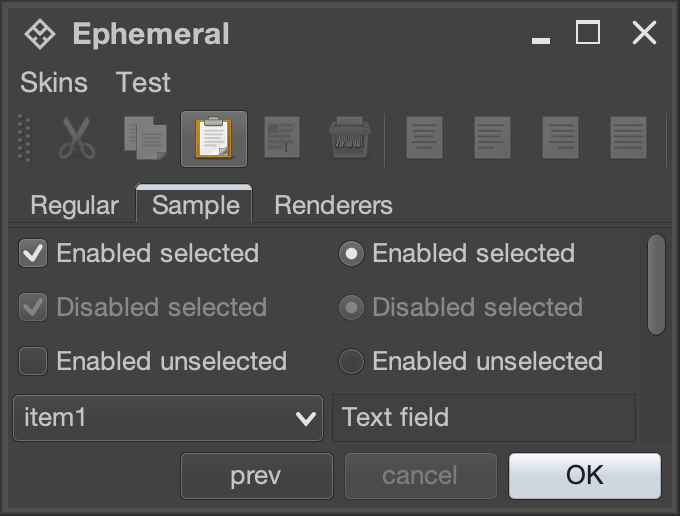 Ephemeral
Skins Test
Regular Sample Renderers
Enabled selected Enabled selected
Disabled selected Disabled selected
Enabled unselected Enabled unselected
item1 Text field
prev cancel OK